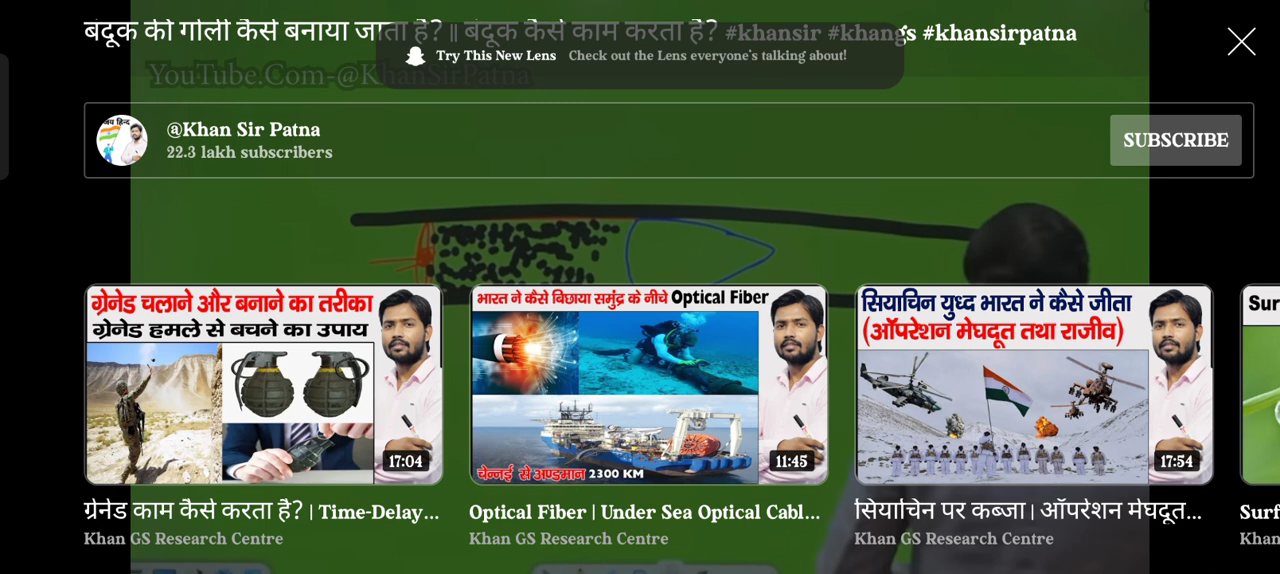 बंदूक की गोली कैसे बनाया जाता है? || बंदूक कैसे काम करता है? #khansir #khangs #khansirpatna
Try This New Lens Check out the Lens everyone's talking about!
YouTube.Com-@KhanSirPatna
जय हिन्द
@Khan Sir Patna
22.3 lakh subscribers
SUBSCRIBE
ग्रेनेड चलाने और बनाने का तरीका
ग्रेनेड हमले से बचने का उपाय
17:04
भारत ने कैसे बिछाया समुंद्र के नीचे Optical Fiber
चेन्नई से अण्डमान 2300 KM
11:45
सियाचिन युध्द भारत ने कैसे जीता
(ऑपरेशन मेघदूत तथा राजीव)
17:54
Sur
ग्रेनेड काम कैसे करता है? | Time-Delay...
Khan GS Research Centre
Optical Fiber | Under Sea Optical Cabl...
Khan GS Research Centre
सियाचिन पर कब्जा | ऑपरेशन मेघदूत...
Khan GS Research Centre
Surf
Khan